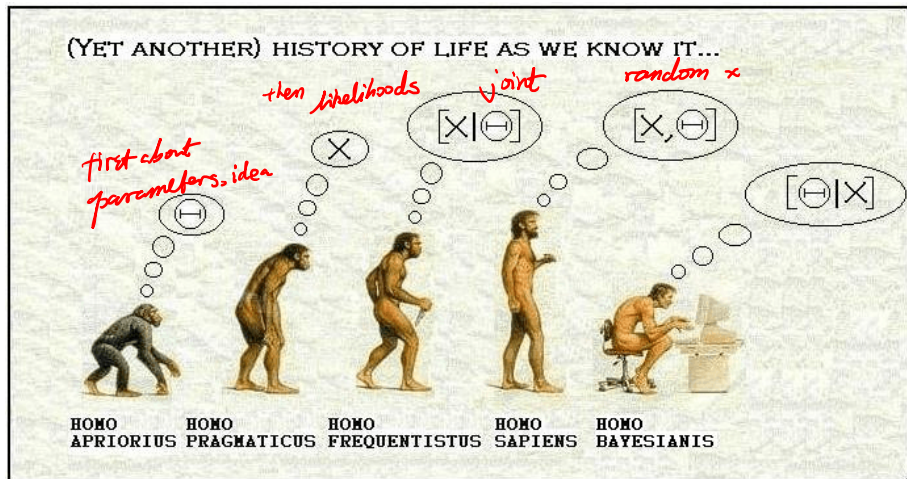 (YET ANOTHER) HISTORY OF LIFE AS WE KNOW IT...
first about
parameters, idea
then likelihoods
joint
random x
Θ
X
[X|Θ]
[X,Θ]
[Θ|X]
HOMO APRIORIUS
HOMO PRAGMATICUS
HOMO FREQUENTISTUS
HOMO SAPIENS
HOMO BAYESIANIS